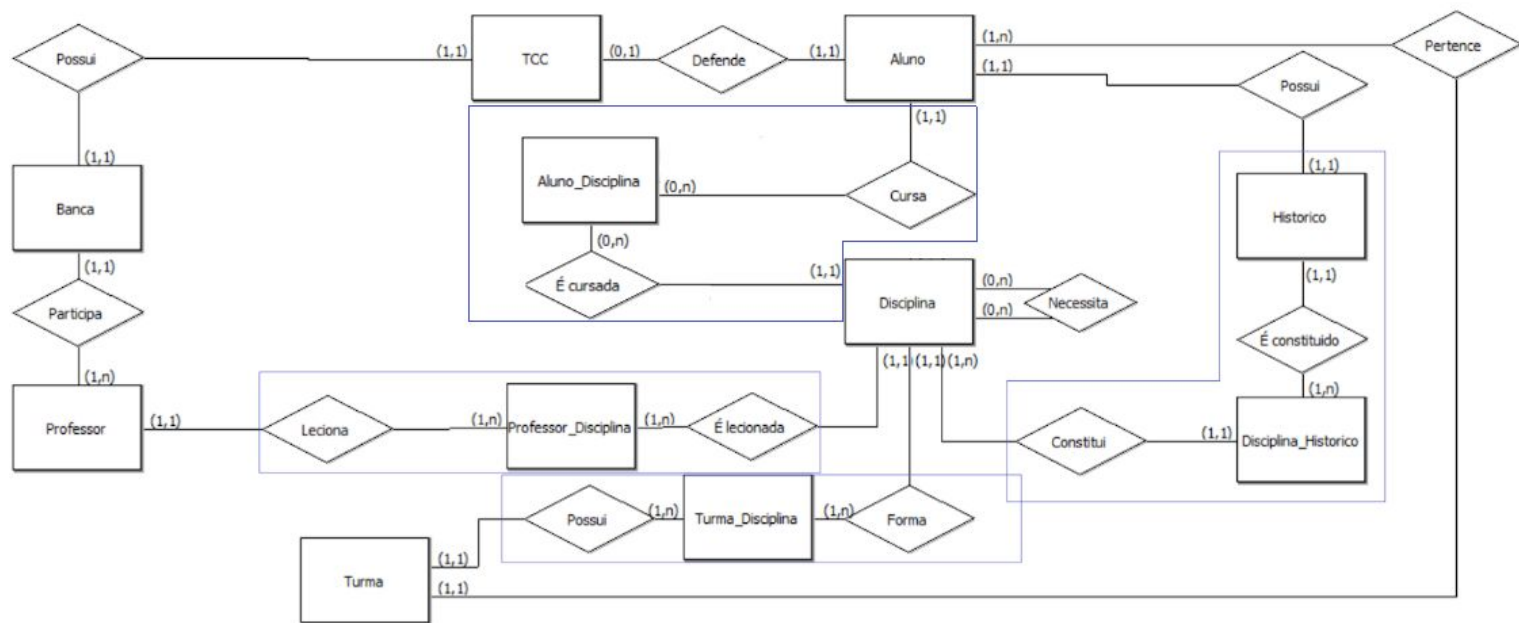 Possui
(1,1)
TCC
(0,1)
Defende
(1,1)
Aluno
(1,n)
Pertence
(1,1)
Possui
(1,1)
(1,1)
Banca
(1,1)
Aluno_Disciplina
(0,n)
Cursa
(1,1)
Historico
(1,1)
(0,n)
É cursada
(1,1)
Disciplina
(0,n)
(0,n)
Necessita
Participa
(1,n)
É constituido
(1,n)
(1,1)
(1,1)
(1,n)
Professor
(1,1)
Leciona
(1,n)
Professor_Disciplina
(1,n)
É lecionada
Constitui
(1,1)
Disciplina_Historico
Possui
(1,n)
Turma_Disciplina
(1,n)
Forma
Turma
(1,1)
(1,1)